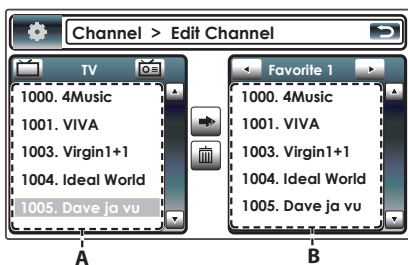 Channel > Edit Channel
TV
Favorite 1
1000. 4Music
1001. VIVA
1003. Virgin1+1
1004. Ideal World
1005. Dave ja vu
1000. 4Music
1001. VIVA
1003. Virgin1+1
1004. Ideal World
1005. Dave ja vu
A
B